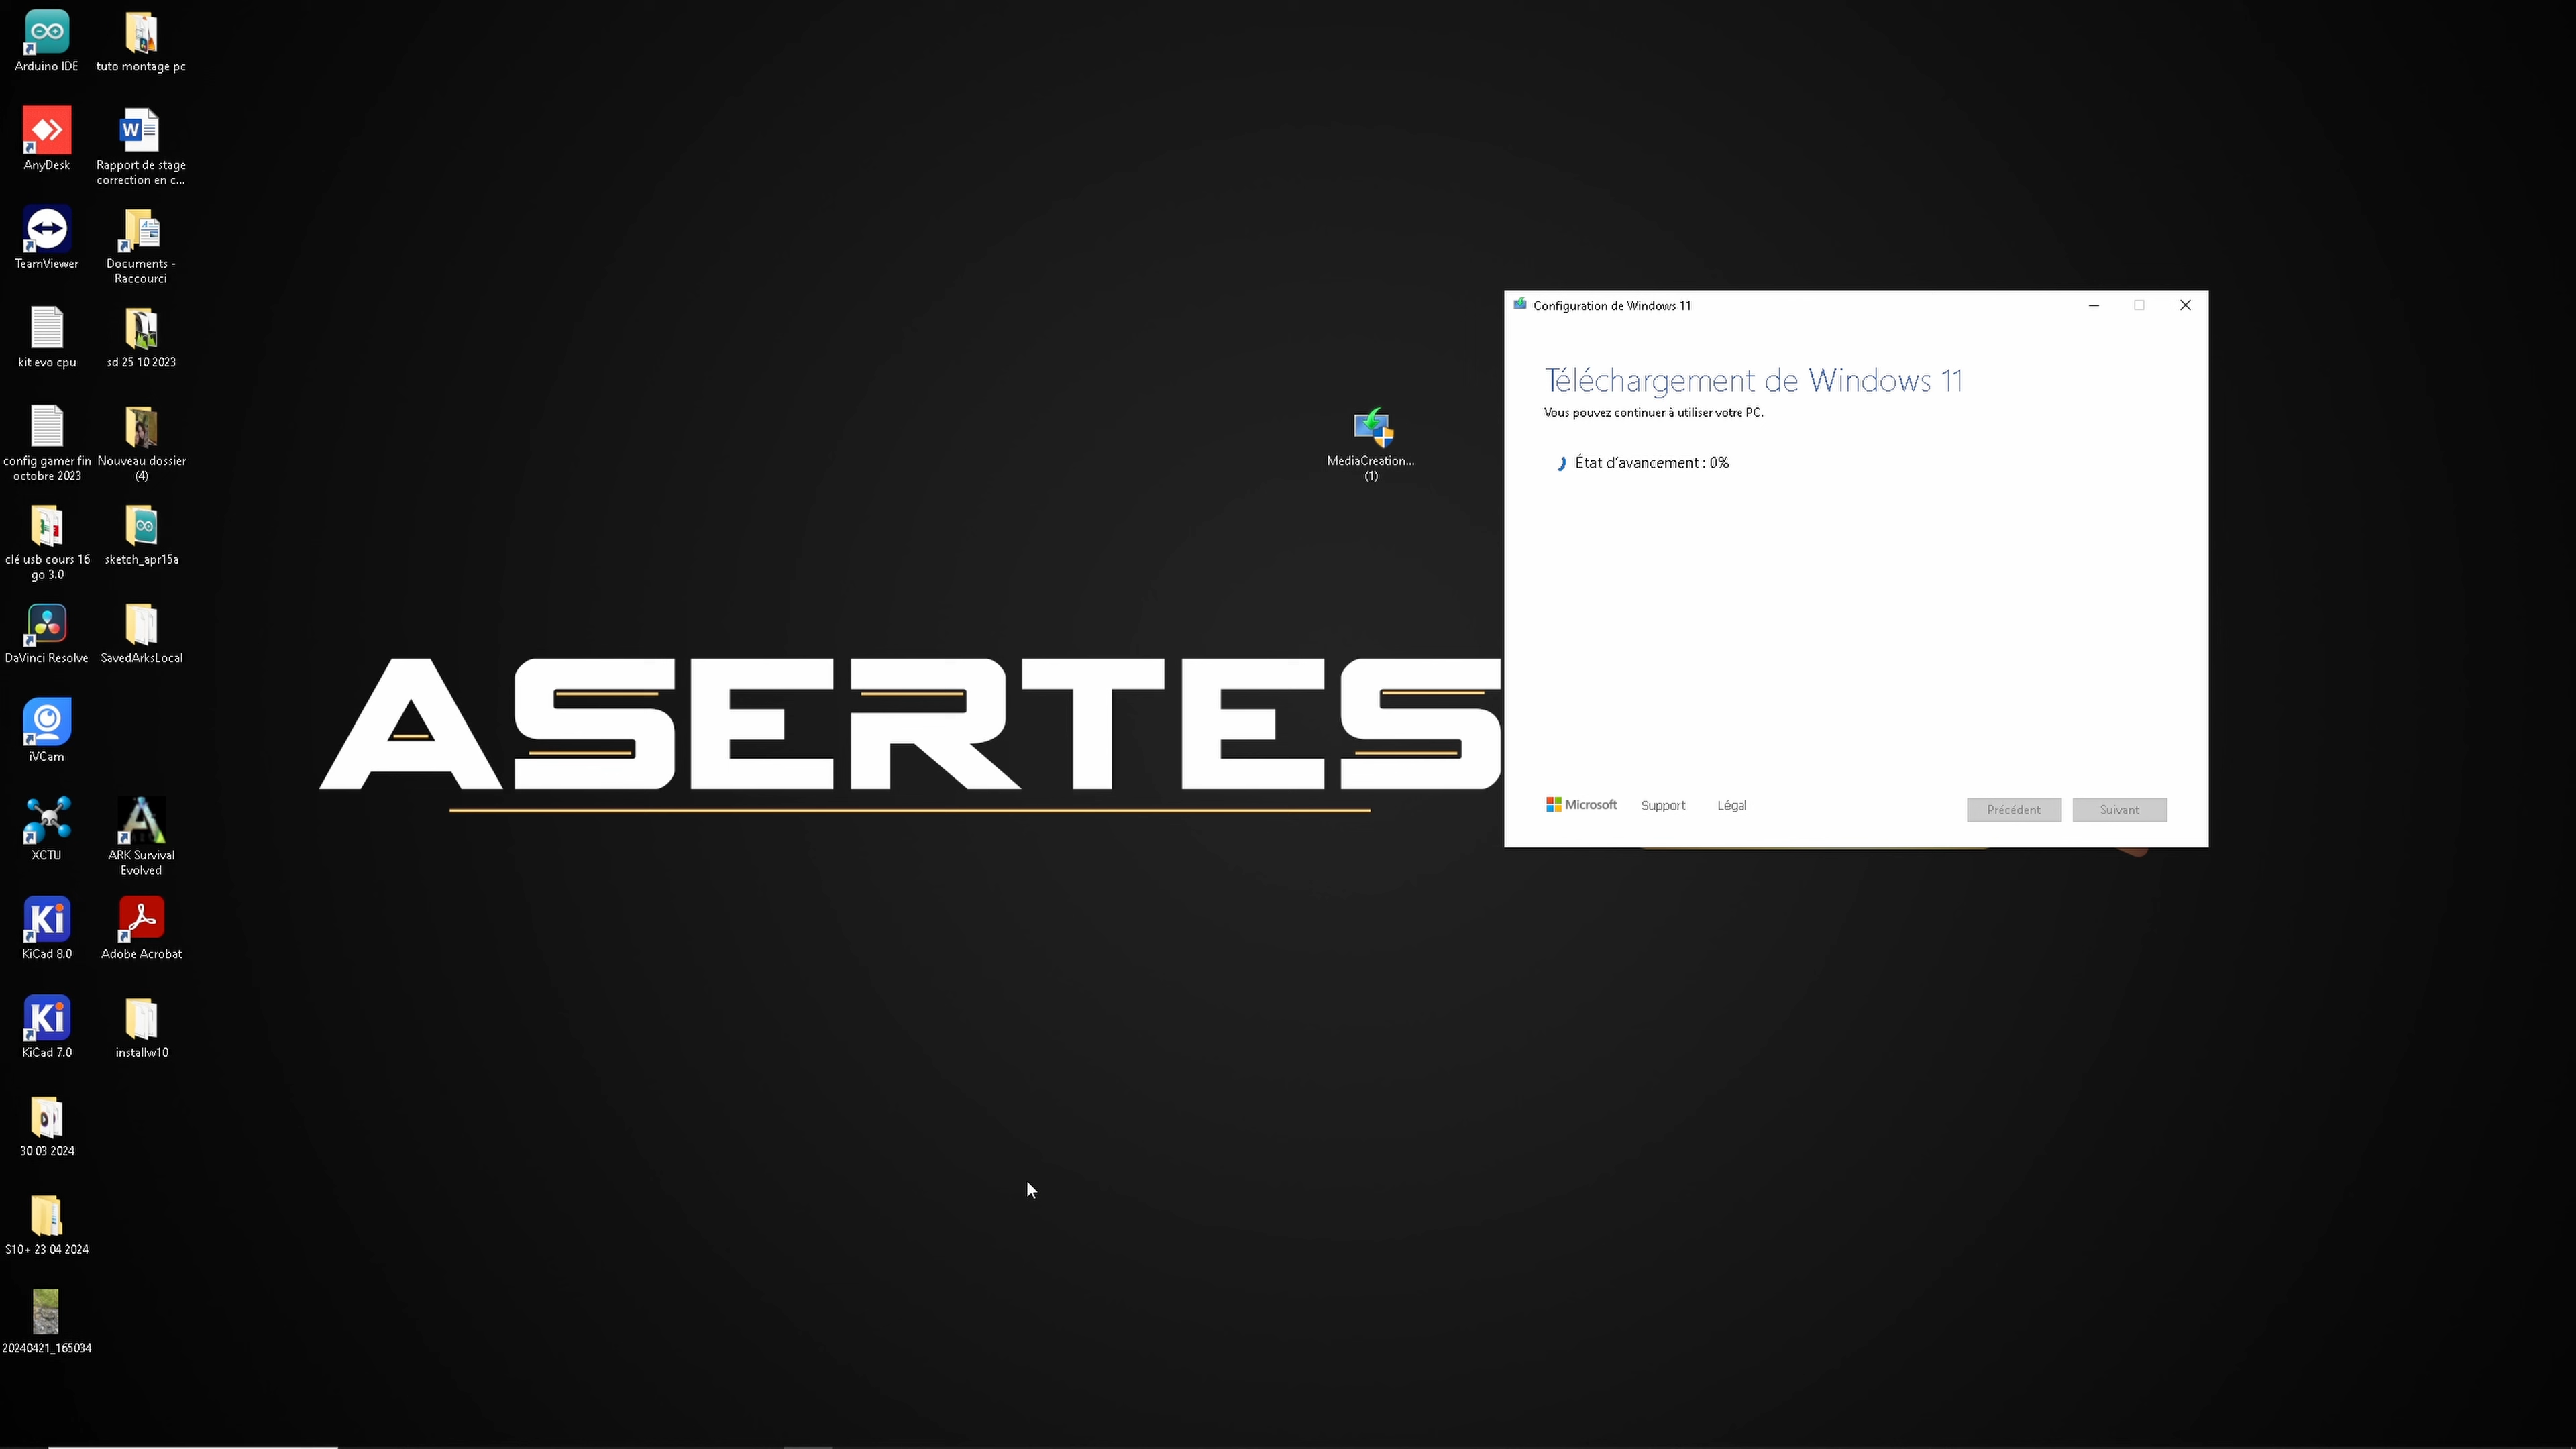 Arduino IDE
tuto montage pc
AnyDesk
Rapport de stage
correction en c...
TeamViewer
Documents -
Raccourci
kit evo cpu
sd 25 10 2023
config gamer fin
octobre 2023
Nouveau dossier
(4)
clé usb cours 16
go 3.0
sketch_apr15a
DaVinci Resolve
SavedArksLocal
iVCam
XCTU
ARK Survival
Evolved
KiCad 8.0
Adobe Acrobat
KiCad 7.0
installw10
30 03 2024
S10+ 23 04 2024
20240421_165034
MediaCreation...
(1)
ASERTES
Configuration de Windows 11
Téléchargement de Windows 11
Vous pouvez continuer à utiliser votre PC.
État d'avancement : 0%
Microsoft
Support
Légal
Précédent
Suivant